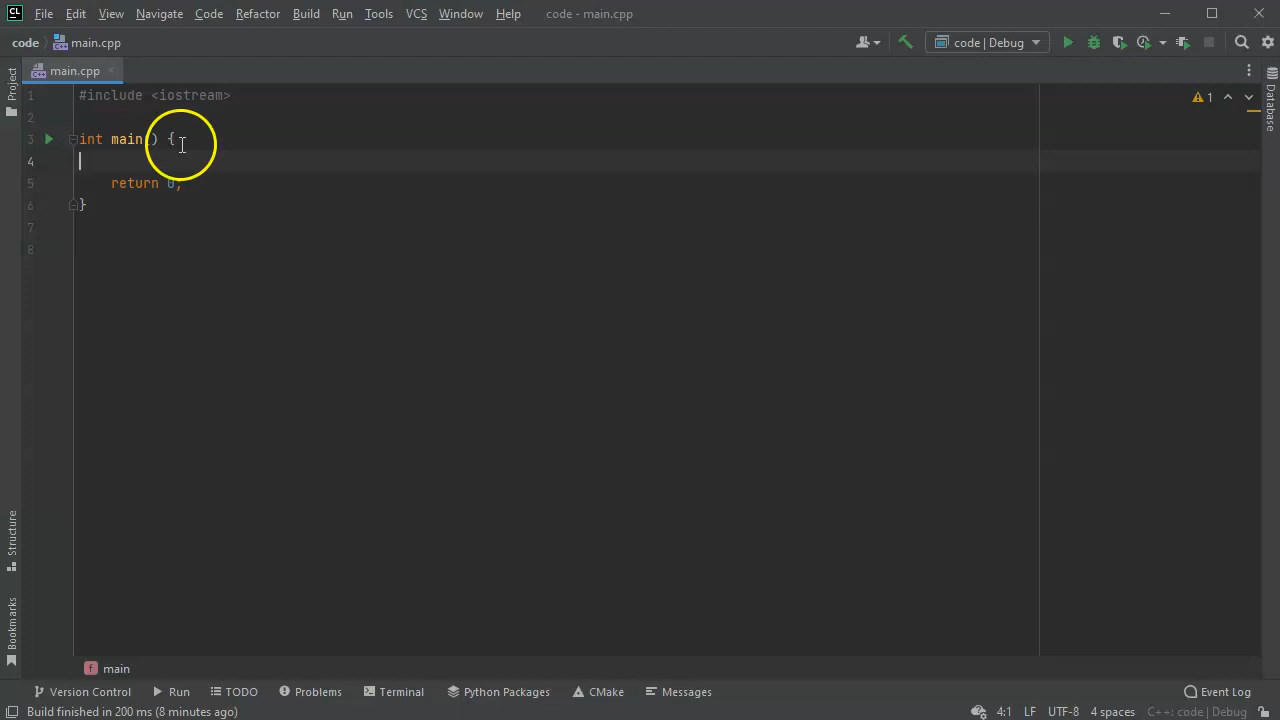 CL File Edit View Navigate Code Refactor Build Run Tools VCS Window Help code - main.cpp
code main.cpp code | Debug
main.cpp
1 #include <iostream>
2
3 int main() {
4
5 return 0;
6 }
7
8
1
Project
Structure
Bookmarks
Database
f main
Version Control Run TODO Problems Terminal Python Packages CMake Messages Event Log
Build finished in 200 ms (8 minutes ago) 4:1 LF UTF-8 4 spaces C++: code | Debug